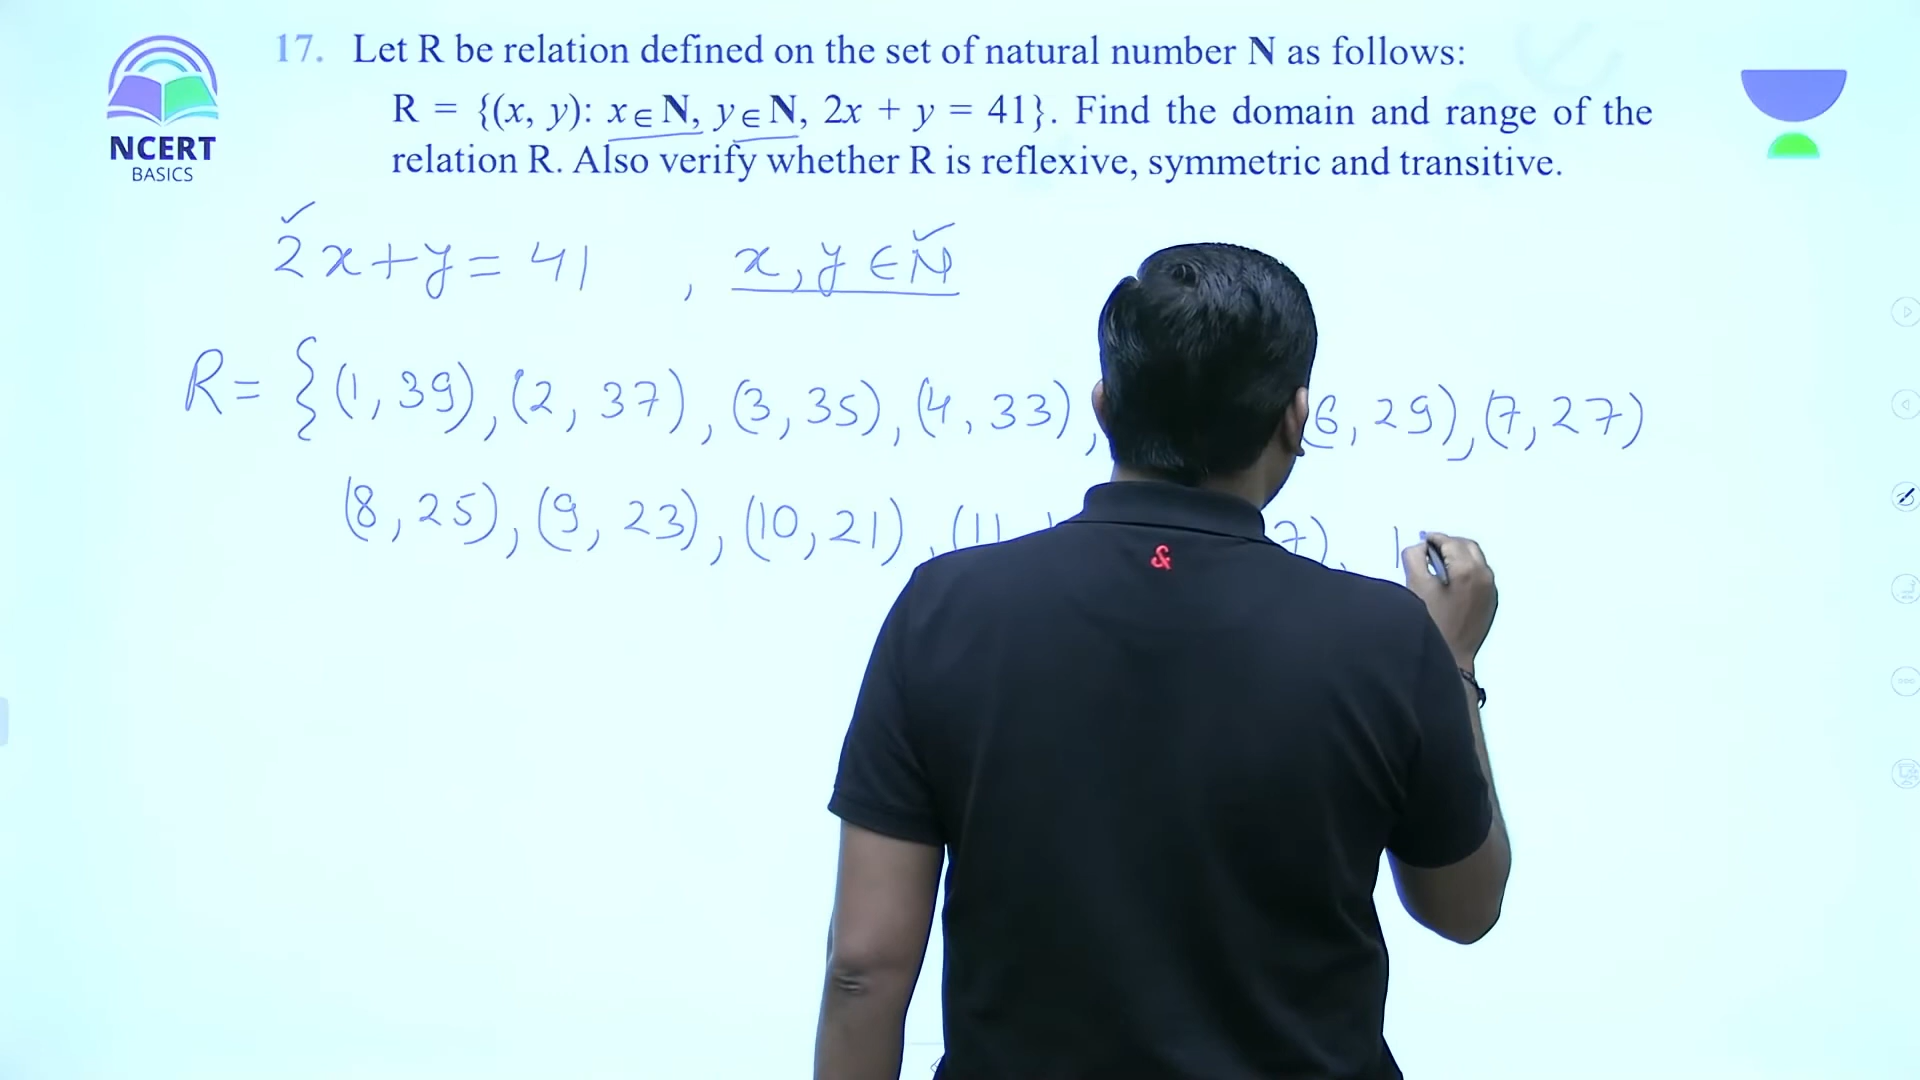 17. Let R be relation defined on the set of natural number N as follows:
R = {(x, y): x∈N, y∈N, 2x + y = 41}. Find the domain and range of the
relation R. Also verify whether R is reflexive, symmetric and transitive.
NCERT
BASICS
2x+y=41 , x,y ∈N
R= {(1,39),(2,37),(3,35),(4,33), 6,29),(7,27)
(8,25),(9,23),(10,21),(11, 7),